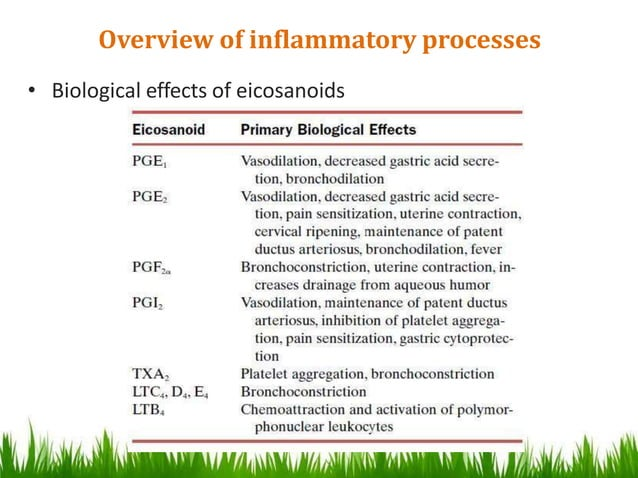 Overview of inflammatory processes
• Biological effects of eicosanoids
Eicosanoid Primary Biological Effects
PGE₁ Vasodilation, decreased gastric acid secre-
tion, bronchodilation
PGE₂ Vasodilation, decreased gastric acid secre-
tion, pain sensitization, uterine contraction,
cervical ripening, maintenance of patent
ductus arteriosus, bronchodilation, fever
PGF₂α Bronchoconstriction, uterine contraction, in-
creases drainage from aqueous humor
PGI₂ Vasodilation, maintenance of patent ductus
arteriosus, inhibition of platelet aggrega-
tion, pain sensitization, gastric cytoprotec-
tion
TXA₂ Platelet aggregation, bronchoconstriction
LTC₄, D₄, E₄ Bronchoconstriction
LTB₄ Chemoattraction and activation of polymor-
phonuclear leukocytes